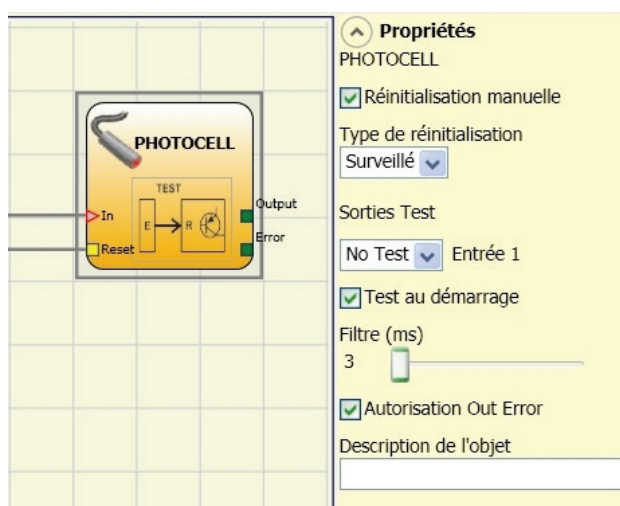 PHOTOCELL
TEST
In
E
R
Output
Reset
Error
Propriétés
PHOTOCELL
Réinitialisation manuelle
Type de réinitialisation
Surveillé
Sorties Test
No Test Entrée 1
Test au démarrage
Filtre (ms)
3
Autorisation Out Error
Description de l'objet